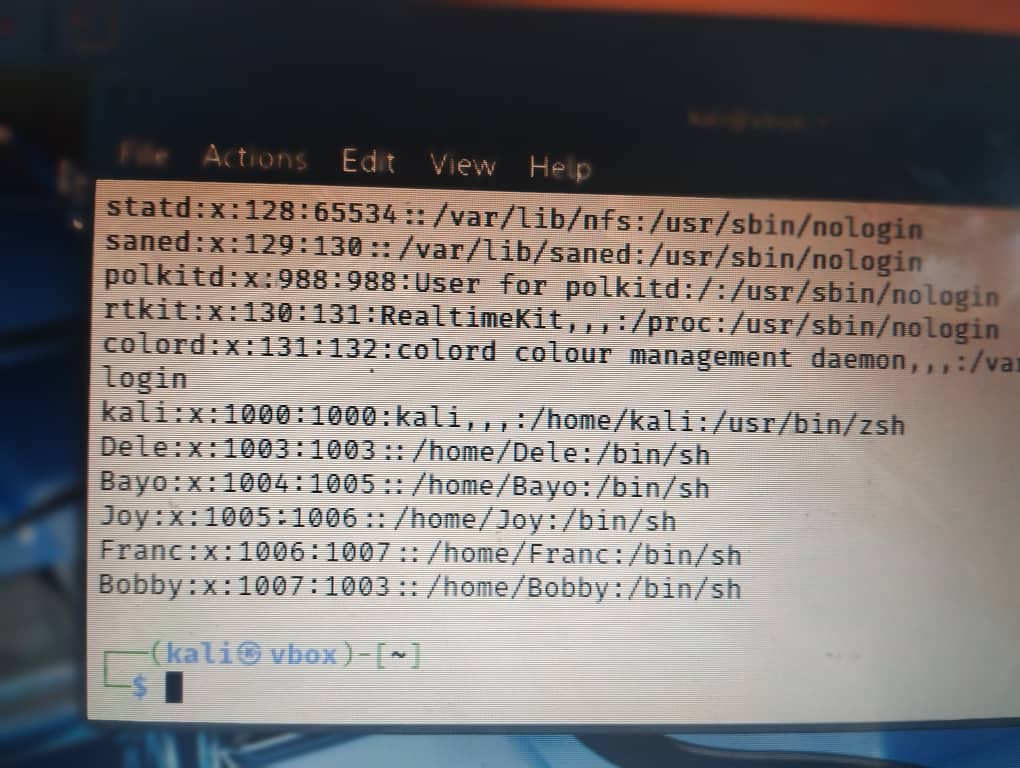 File Actions Edit View Help
statd:x:128:65534::/var/lib/nfs:/usr/sbin/nologin
saned:x:129:130::/var/lib/saned:/usr/sbin/nologin
polkitd:x:988:988:User for polkitd:/:/usr/sbin/nologin
rtkit:x:130:131:RealtimeKit,,,:/proc:/usr/sbin/nologin
colord:x:131:132:colord colour management daemon,,,:/va
login
kali:x:1000:1000:kali,,,:/home/kali:/usr/bin/zsh
Dele:x:1003:1003::/home/Dele:/bin/sh
Bayo:x:1004:1005::/home/Bayo:/bin/sh
Joy:x:1005:1006::/home/Joy:/bin/sh
Franc:x:1006:1007::/home/Franc:/bin/sh
Bobby:x:1007:1003::/home/Bobby:/bin/sh
┌──(kali㉿vbox)-[~]
└─$